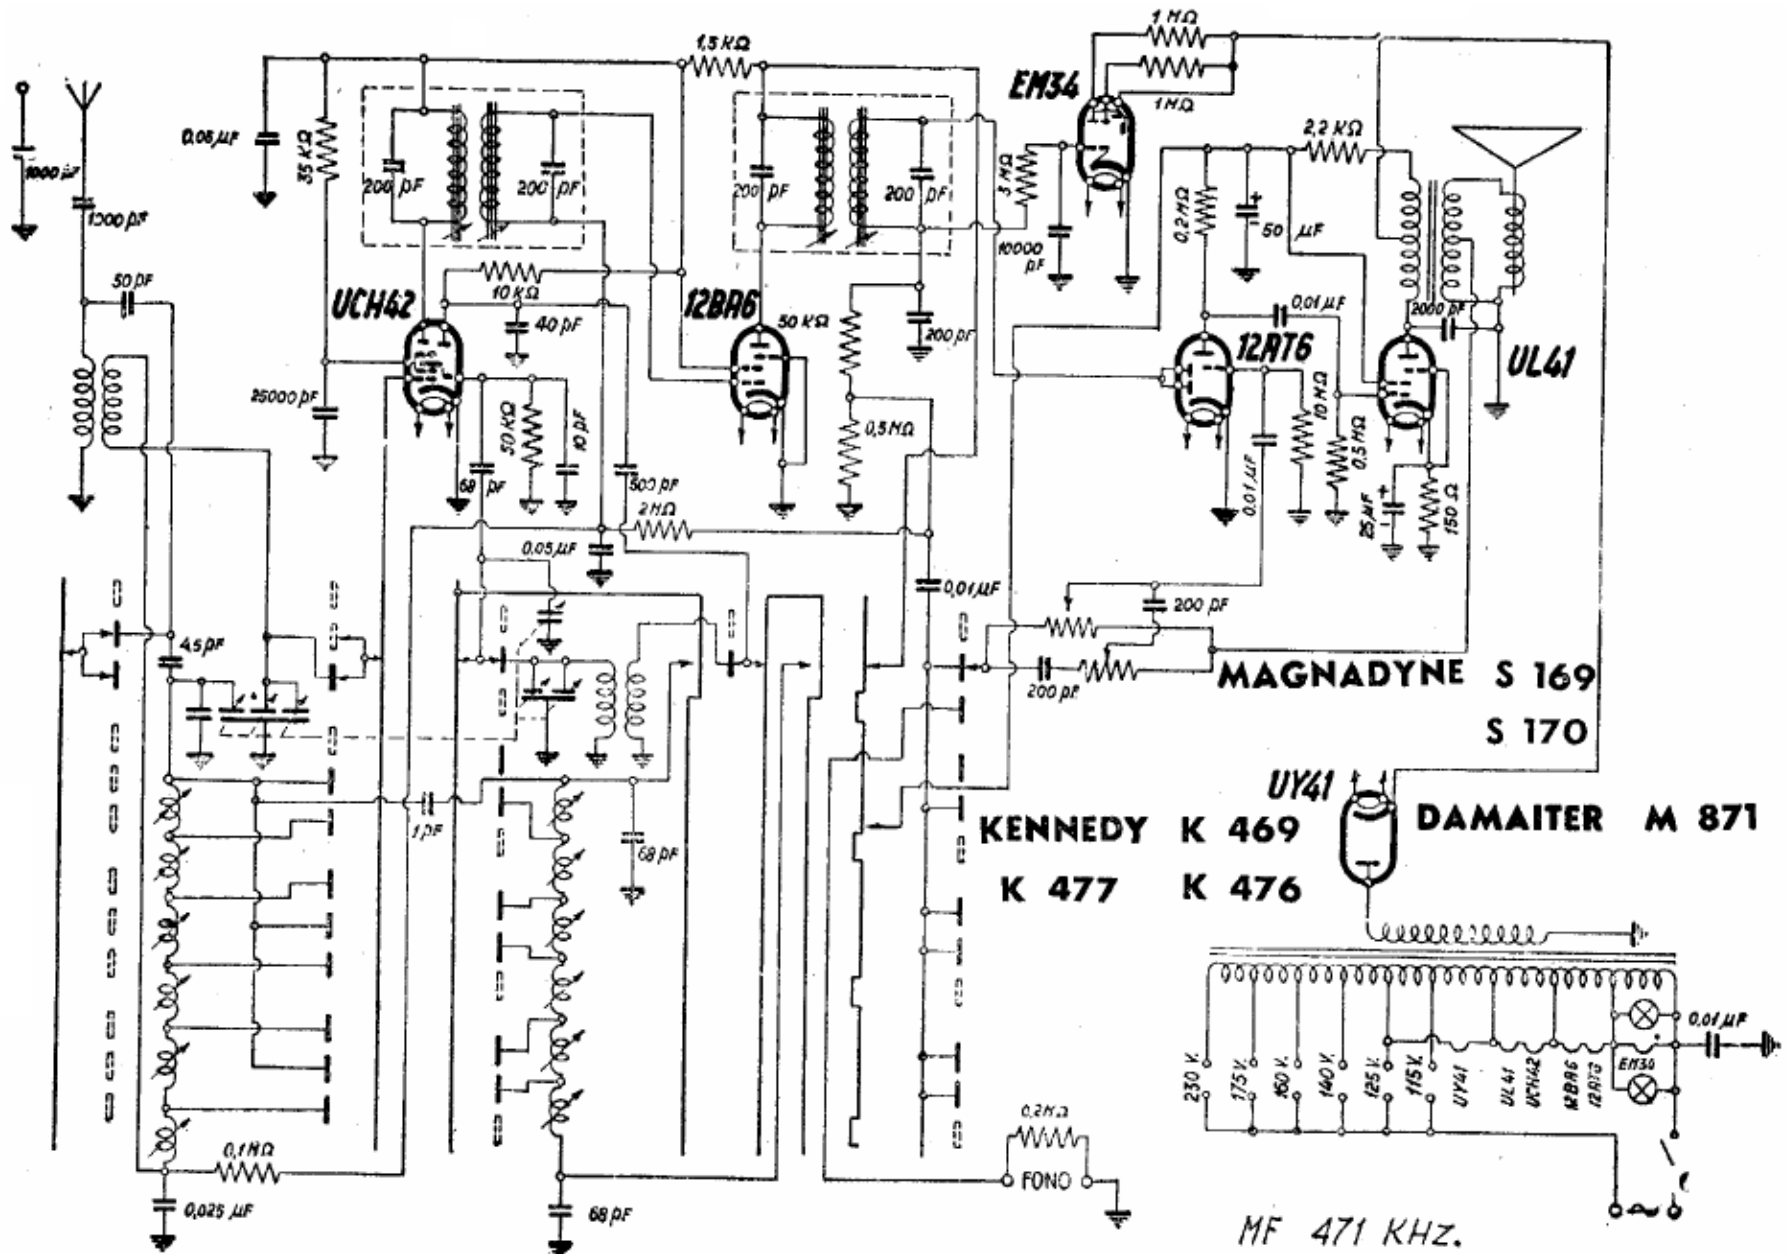 1 MΩ
1,5 KΩ
EM34
1 MΩ
2,2 KΩ
0,05 µF
35 KΩ
200 pF
200 pF
200 pF
200 pF
3 MΩ
1000 pF
0,2 MΩ
50 µF
10000 pF
50 pF
10 KΩ
UCH42
12BA6
40 pF
50 KΩ
200 pF
0,01 µF
2000 pF
12AT6
UL41
25000 pF
50 KΩ
10 pF
0,5 MΩ
10 MΩ
0,5 MΩ
0,01 µF
68 pF
500 pF
2 MΩ
25 µF
150 Ω
0,05 µF
0,01 µF
200 pF
4,5 pF
200 pF
MAGNADYNE S 169
S 170
UY41
1 pF
KENNEDY K 469
DAMAITER M 871
68 pF
K 477 K 476
0,01 µF
230 V.
175 V.
160 V.
140 V.
125 V.
115 V.
UY41
UL41
UCH42
12BA6
12AT6
EM34
0,2 MΩ
0,1 MΩ
FONO
0,025 µF
68 pF
MF 471 KHz.